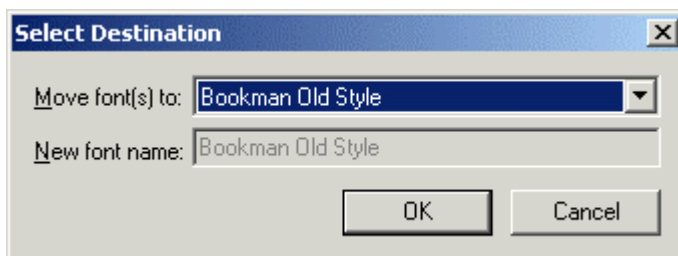 Select Destination
Move font(s) to: Bookman Old Style
New font name: Bookman Old Style
OK Cancel